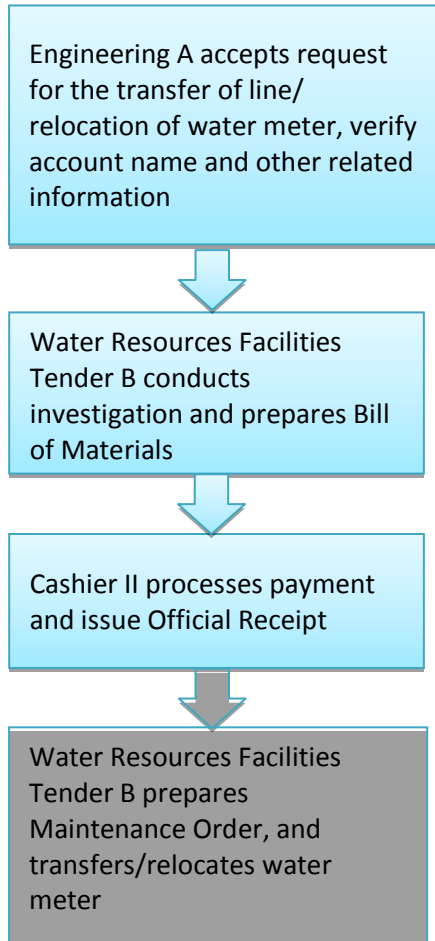 Engineering A accepts request
for the transfer of line/
relocation of water meter, verify
account name and other related
information
Water Resources Facilities
Tender B conducts
investigation and prepares Bill
of Materials
Cashier II processes payment
and issue Official Receipt
Water Resources Facilities
Tender B prepares
Maintenance Order, and
transfers/relocates water
meter